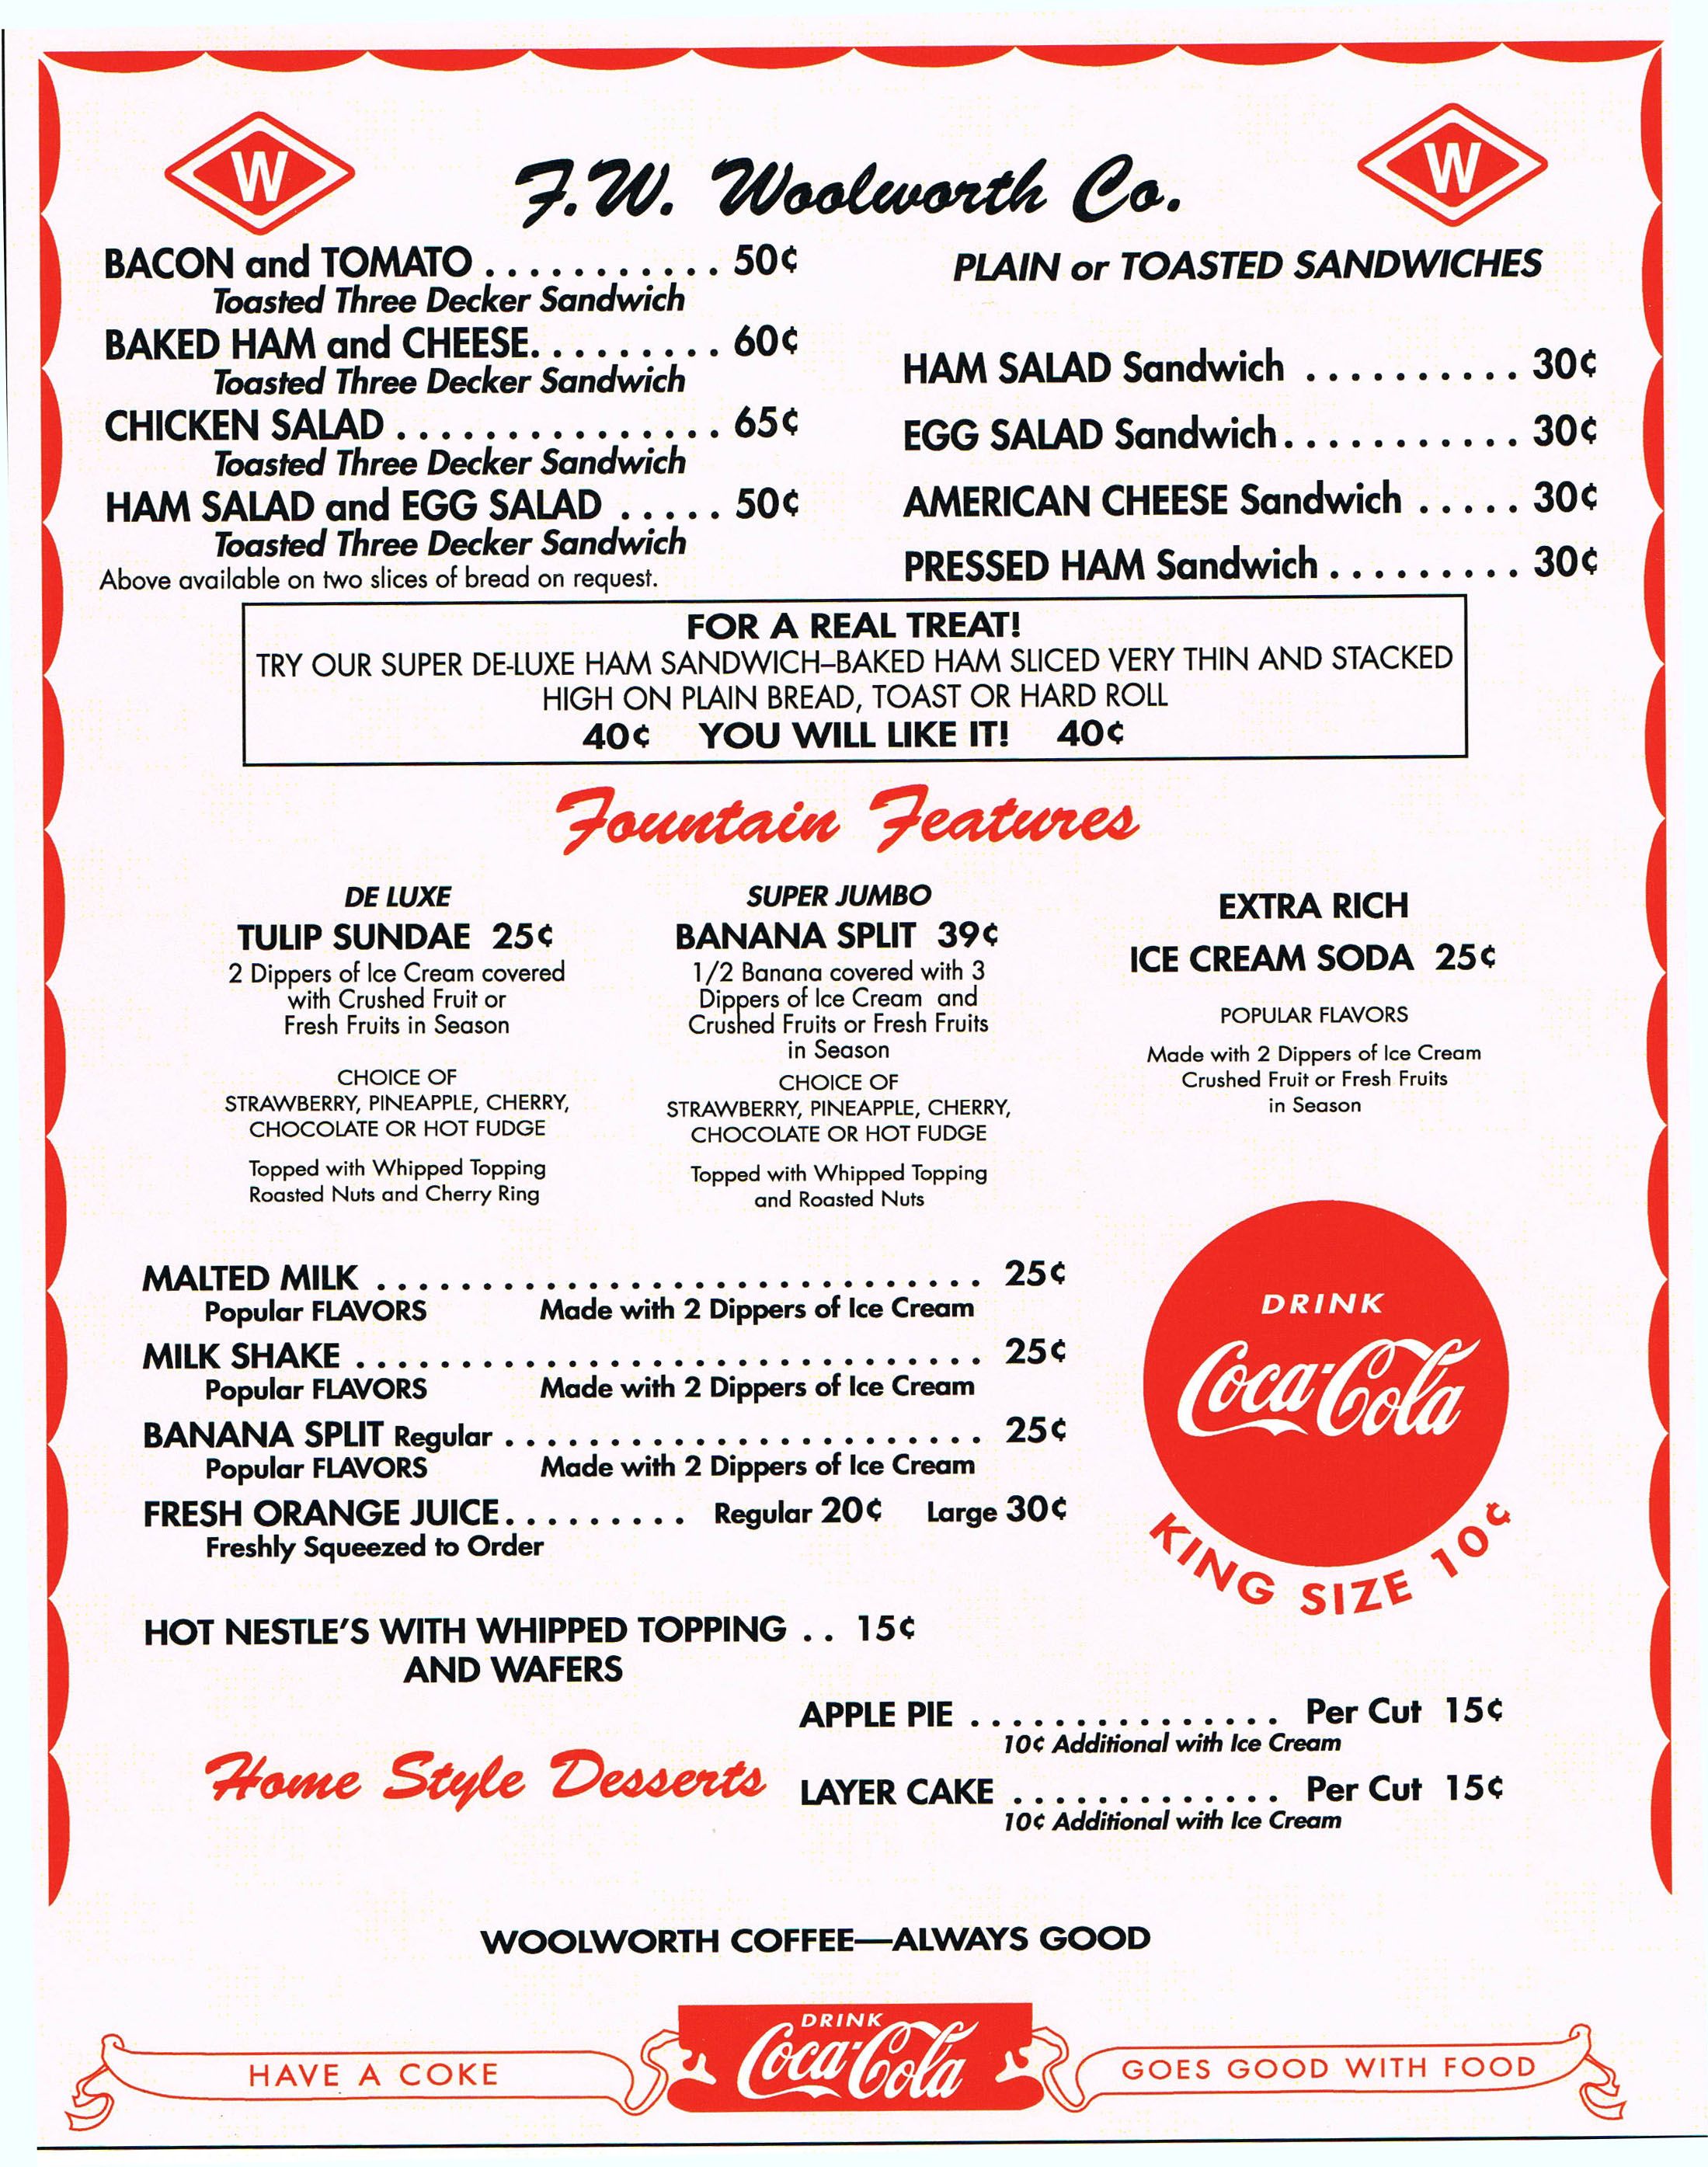 W
F.W. Woolworth Co.
W
BACON and TOMATO . . . . . . . . . . . 50¢
Toasted Three Decker Sandwich
BAKED HAM and CHEESE. . . . . . . . . 60¢
Toasted Three Decker Sandwich
CHICKEN SALAD . . . . . . . . . . . . . . . 65¢
Toasted Three Decker Sandwich
HAM SALAD and EGG SALAD . . . . . 50¢
Toasted Three Decker Sandwich
Above available on two slices of bread on request.
PLAIN or TOASTED SANDWICHES
HAM SALAD Sandwich . . . . . . . . . . 30¢
EGG SALAD Sandwich. . . . . . . . . . . 30¢
AMERICAN CHEESE Sandwich . . . . . 30¢
PRESSED HAM Sandwich . . . . . . . . . 30¢
FOR A REAL TREAT!
TRY OUR SUPER DE-LUXE HAM SANDWICH–BAKED HAM SLICED VERY THIN AND STACKED
HIGH ON PLAIN BREAD, TOAST OR HARD ROLL
40¢ YOU WILL LIKE IT! 40¢
Fountain Features
DE LUXE
TULIP SUNDAE 25¢
2 Dippers of Ice Cream covered
with Crushed Fruit or
Fresh Fruits in Season
CHOICE OF
STRAWBERRY, PINEAPPLE, CHERRY,
CHOCOLATE OR HOT FUDGE
Topped with Whipped Topping
Roasted Nuts and Cherry Ring
SUPER JUMBO
BANANA SPLIT 39¢
1/2 Banana covered with 3
Dippers of Ice Cream and
Crushed Fruits or Fresh Fruits
in Season
CHOICE OF
STRAWBERRY, PINEAPPLE, CHERRY,
CHOCOLATE OR HOT FUDGE
Topped with Whipped Topping
and Roasted Nuts
EXTRA RICH
ICE CREAM SODA 25¢
POPULAR FLAVORS
Made with 2 Dippers of Ice Cream
Crushed Fruit or Fresh Fruits
in Season
MALTED MILK . . . . . . . . . . . . . . . . . . . . . . . . . . . . . 25¢
Popular FLAVORS Made with 2 Dippers of Ice Cream
MILK SHAKE . . . . . . . . . . . . . . . . . . . . . . . . . . . . . . 25¢
Popular FLAVORS Made with 2 Dippers of Ice Cream
BANANA SPLIT Regular . . . . . . . . . . . . . . . . . . . . . . . 25¢
Popular FLAVORS Made with 2 Dippers of Ice Cream
FRESH ORANGE JUICE. . . . . . . . . Regular 20¢ Large 30¢
Freshly Squeezed to Order
DRINK
Coca-Cola
KING SIZE 10¢
HOT NESTLE'S WITH WHIPPED TOPPING . . 15¢
AND WAFERS
Home Style Desserts
APPLE PIE . . . . . . . . . . . . . . . Per Cut 15¢
10¢ Additional with Ice Cream
LAYER CAKE . . . . . . . . . . . . . Per Cut 15¢
10¢ Additional with Ice Cream
WOOLWORTH COFFEE—ALWAYS GOOD
HAVE A COKE
DRINK
Coca-Cola
GOES GOOD WITH FOOD